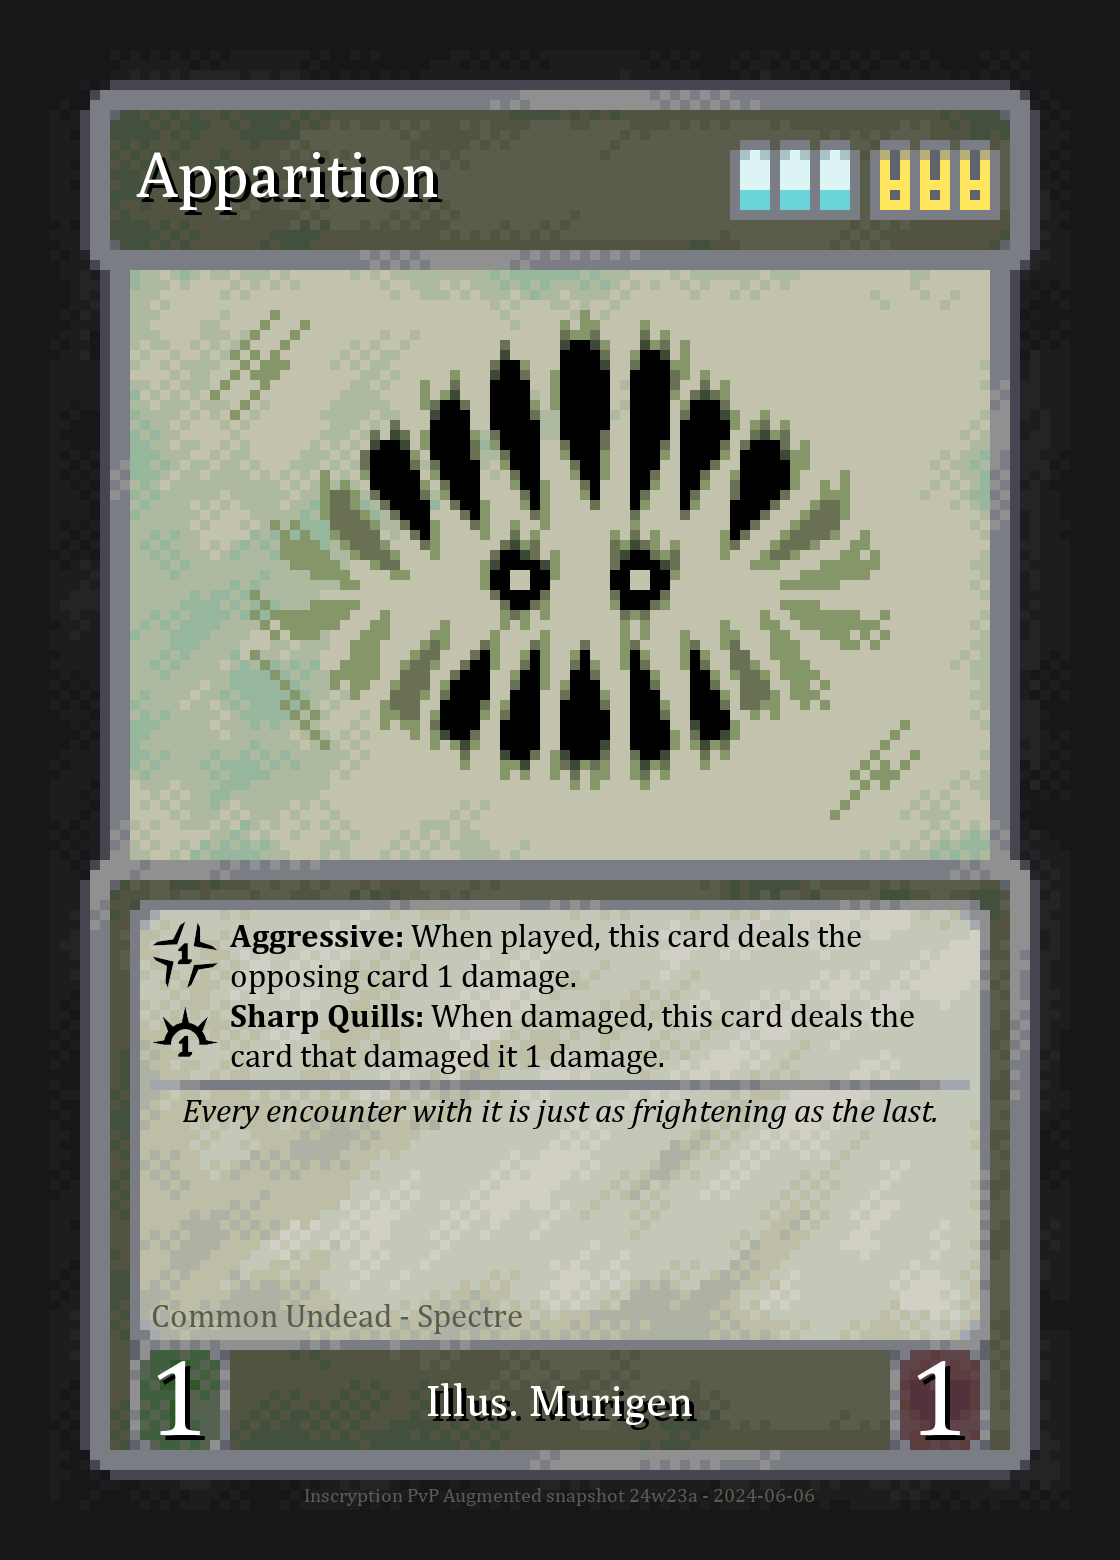 Apparition
1
Aggressive: When played, this card deals the
opposing card 1 damage.
1
Sharp Quills: When damaged, this card deals the
card that damaged it 1 damage.
Every encounter with it is just as frightening as the last.
Common Undead - Spectre
1
Illus. Murigen
1
Inscryption PvP Augmented snapshot 24w23a - 2024-06-06